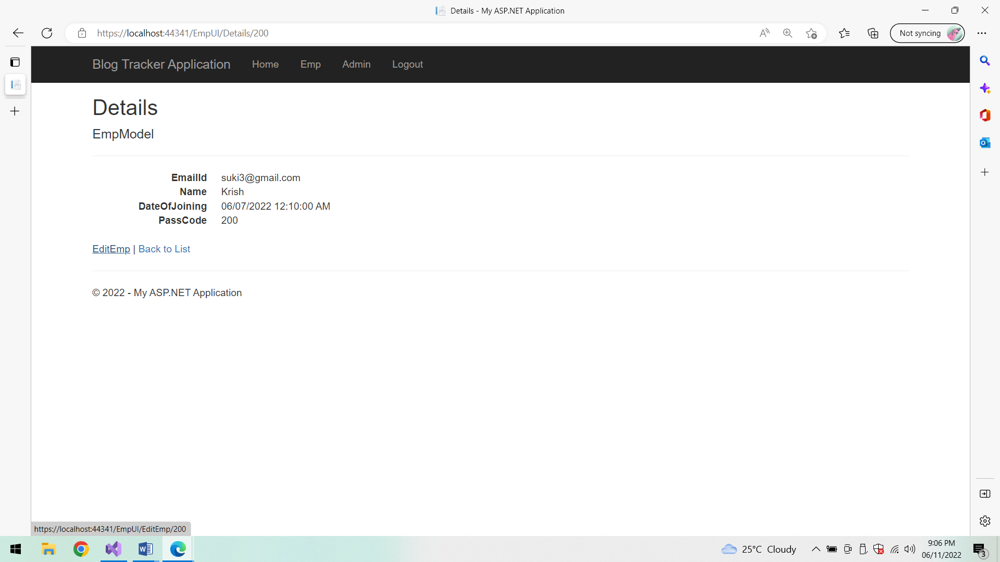 Details - My ASP.NET Application
https://localhost:44341/EmpUI/Details/200
Not syncing
Blog Tracker Application Home Emp Admin Logout
Details
EmpModel
EmailId suki3@gmail.com
Name Krish
DateOfJoining 06/07/2022 12:10:00 AM
PassCode 200
EditEmp | Back to List
© 2022 - My ASP.NET Application
https://localhost:44341/EmpUI/EditEmp/200
25°C Cloudy
9:06 PM
06/11/2022
3